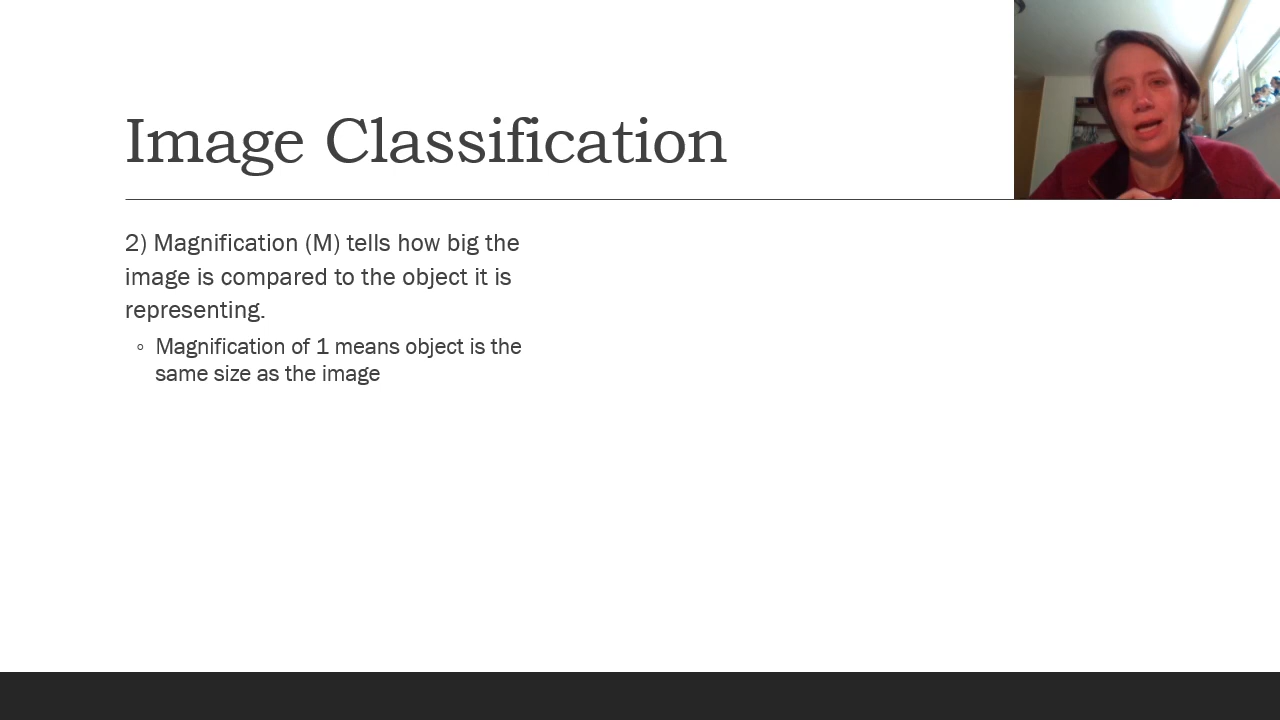 Image Classification
2) Magnification (M) tells how big the
image is compared to the object it is
representing.
◦ Magnification of 1 means object is the
same size as the image